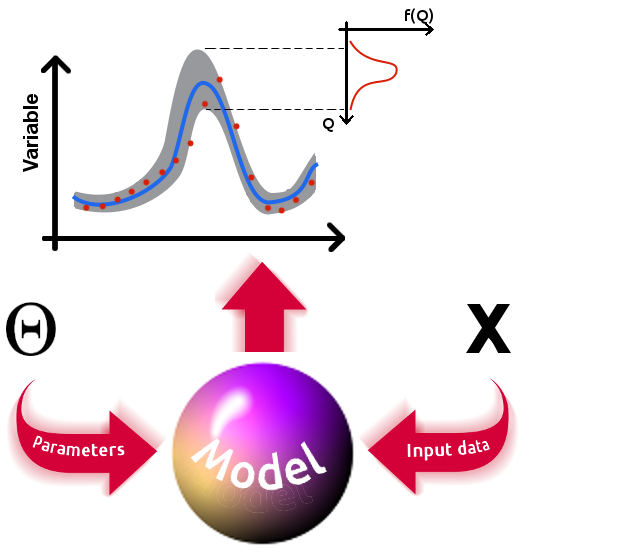 f(Q)
Variable
Q
Θ
X
Parameters
Model
Input data